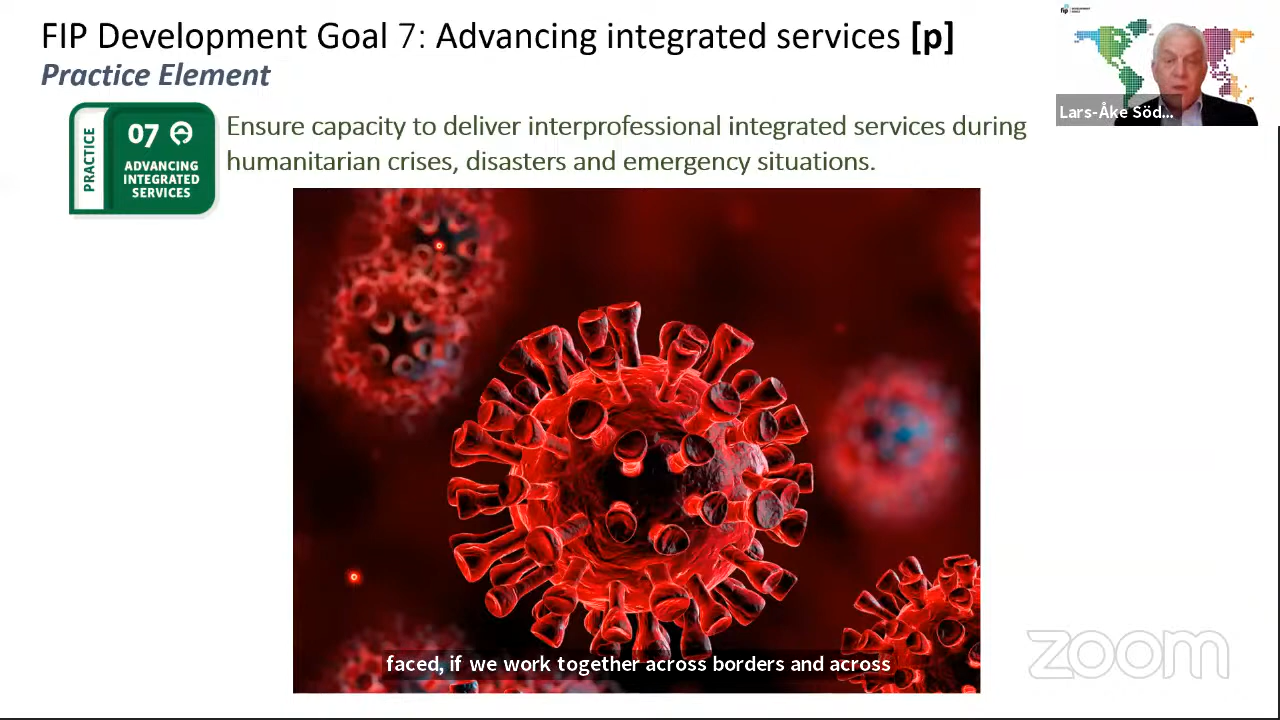 FIP Development Goal 7: Advancing integrated services [p]
Practice Element
PRACTICE
07
ADVANCING
INTEGRATED
SERVICES
Ensure capacity to deliver interprofessional integrated services during
humanitarian crises, disasters and emergency situations.
fip
Lars-Åke Söd...
faced, if we work together across borders and across
zoom